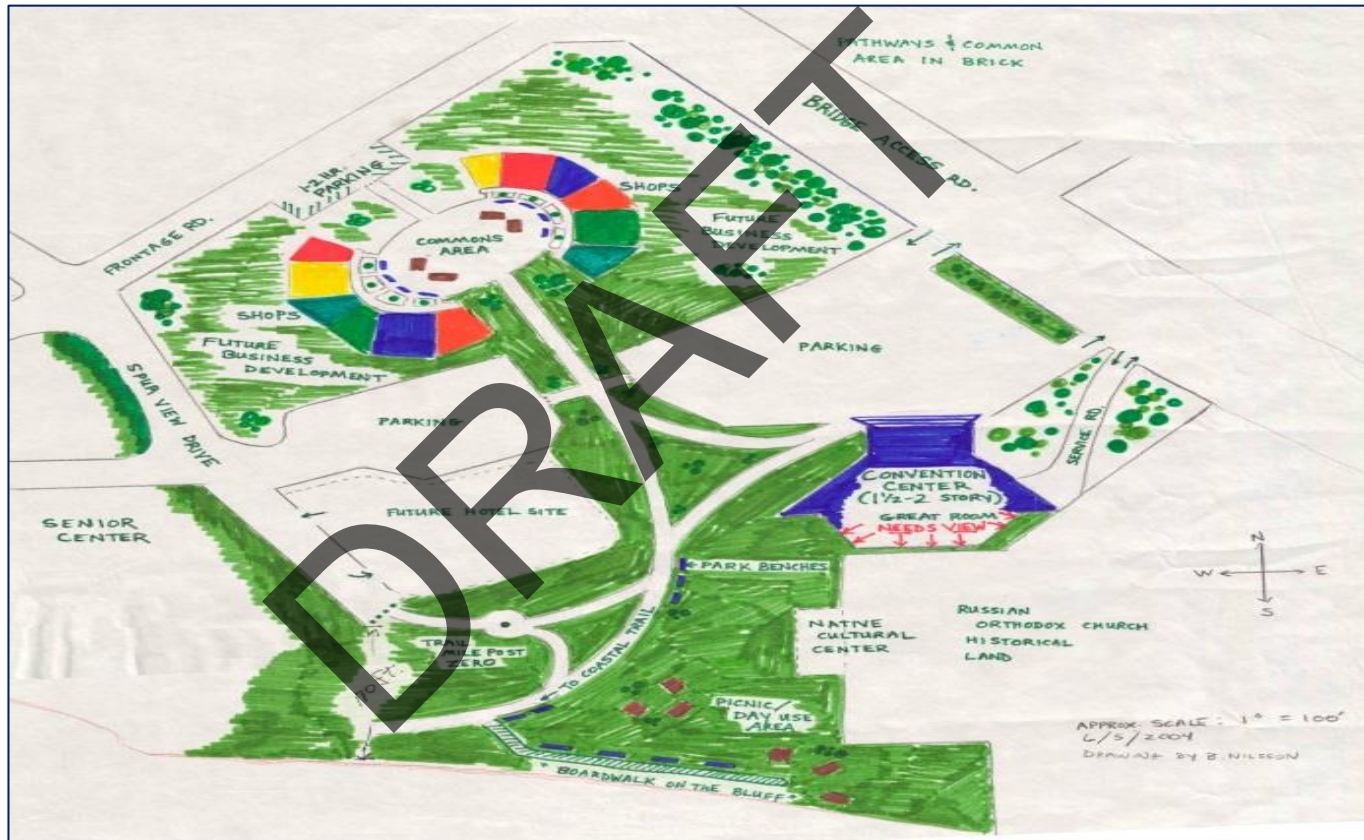 PATHWAYS & COMMON
AREA IN BRICK
BRIDGE ACCESS RD.
1-2 HR.
PARKING
FRONTAGE RD.
SHOPS
COMMONS
AREA
FUTURE
BUSINESS
DEVELOPMENT
SHOPS
FUTURE
BUSINESS
DEVELOPMENT
SPUR VIEW DRIVE
PARKING
PARKING
SERVICE RD.
CONVENTION
CENTER
(1½-2 STORY)
GREAT ROOM
NEEDS VIEW
SENIOR
CENTER
FUTURE HOTEL SITE
PARK BENCHES
N
W E
S
NATIVE
CULTURAL
CENTER
RUSSIAN
ORTHODOX CHURCH
HISTORICAL
LAND
TRAIL
MILE POST
ZERO
TO COASTAL TRAIL
PICNIC/
DAY USE
AREA
BOARDWALK ON THE BLUFF
APPROX. SCALE: 1" = 100'
6/5/2004
DRAWING BY B. NILSSON
DRAFT